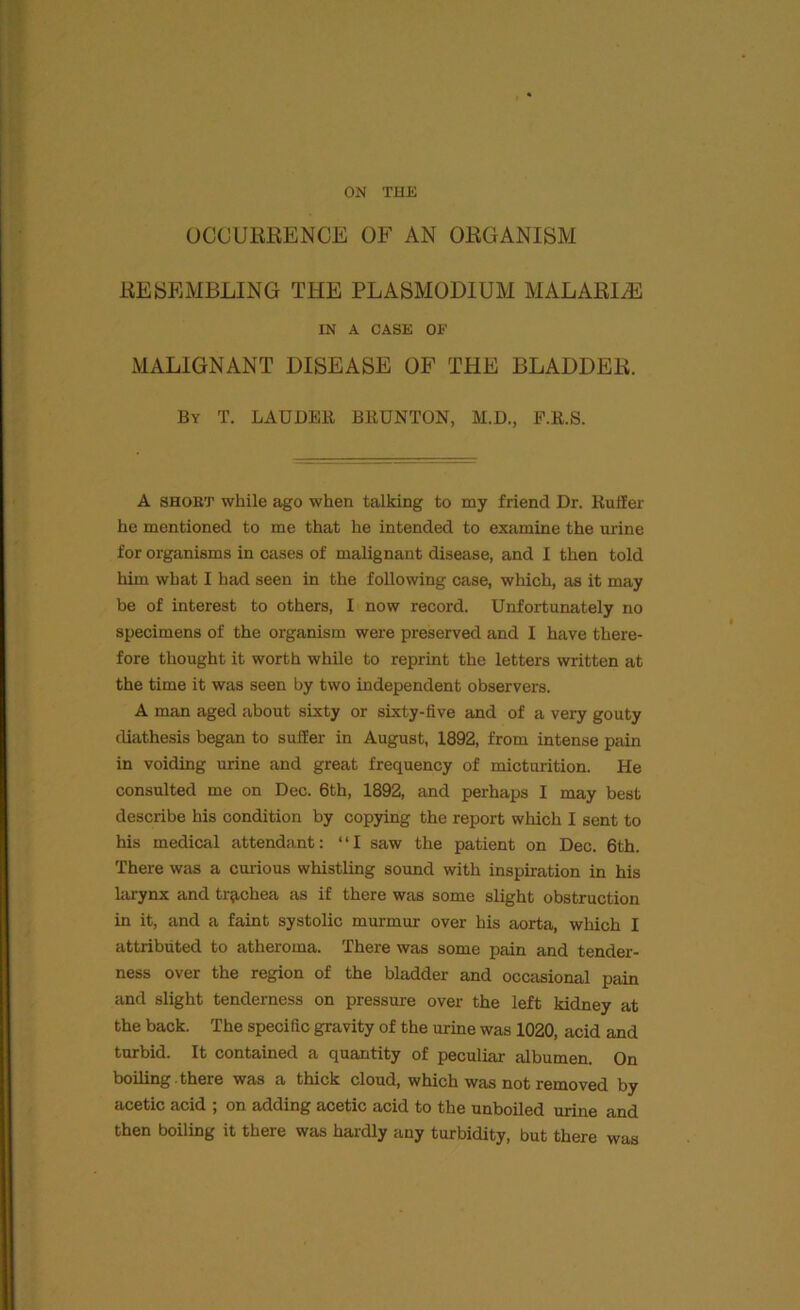 ON THE
OCCURRENCE OF AN ORGANISM
RESEMBLING THE PLASMODIUM MALARIÆ
IN A CASE OF
MALIGNANT DISEASE OF THE BLADDER.
By T. LAUDER BRUNTON, M.D., F.R.S.
A SHORT while ago when talking to my friend Dr. Ruffer
he mentioned to me that he intended to examine the urine
for organisms in cases of malignant disease, and I then told
him what I had seen in the following case, which, as it may
be of interest to others, I now record. Unfortunately no
specimens of the organism were preserved and I have there-
fore thought it worth while to reprint the letters written at
the time it was seen by two independent observers.
A man aged about sixty or sixty-five and of a very gouty
diathesis began to suffer in August, 1892, from intense pain
in voiding urine and great frequency of micturition. He
consulted me on Dec. 6th, 1892, and perhaps I may best
describe his condition by copying the report which I sent to
his medical attendant: “I saw the patient on Dec. 6th.
There was a curious whistling sound with inspiration in his
larynx and trachea as if there was some slight obstruction
in it, and a faint systolic murmur over his aorta, which I
attributed to atheroma. There was some pain and tender-
ness over the region of the bladder and occasional pain
and slight tenderness on pressure over the left kidney at
the back. The specific gravity of the urine was 1020, acid and
turbid. It contained a quantity of peculiar albumen. On
boiling there was a thick cloud, which was not removed by
acetic acid ; on adding acetic acid to the unboiled urine and
then boiling it there was hardly any turbidity, but there was